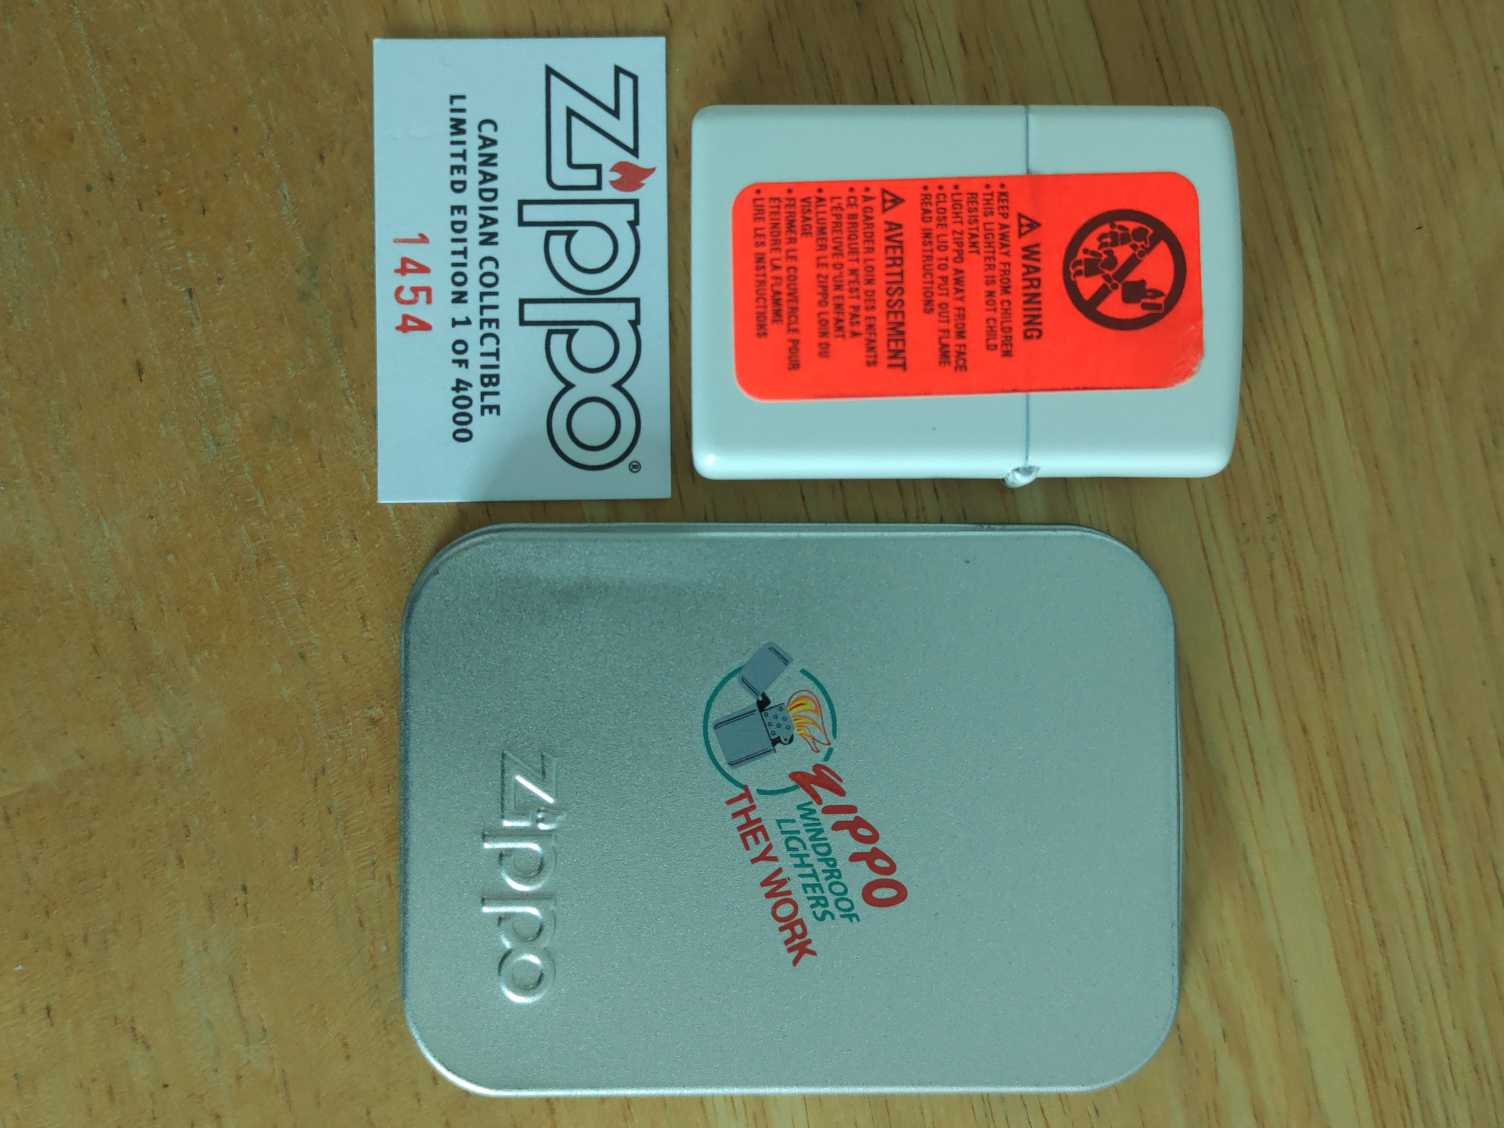 Zippo®
CANADIAN COLLECTIBLE
LIMITED EDITION 1 OF 4000
1454
⚠ WARNING
•KEEP AWAY FROM CHILDREN
•THIS LIGHTER IS NOT CHILD
RESISTANT
•LIGHT ZIPPO AWAY FROM FACE
•CLOSE LID TO PUT OUT FLAME
•READ INSTRUCTIONS
⚠ AVERTISSEMENT
•À GARDER LOIN DES ENFANTS
•CE BRIQUET N'EST PAS À
L'ÉPREUVE D'UN ENFANT
•ALLUMER LE ZIPPO LOIN DU
VISAGE
•FERMER LE COUVERCLE POUR
ÉTEINDRE LA FLAMME
•LIRE LES INSTRUCTIONS
ZIPPO
WINDPROOF
LIGHTERS
THEY WORK
Zippo